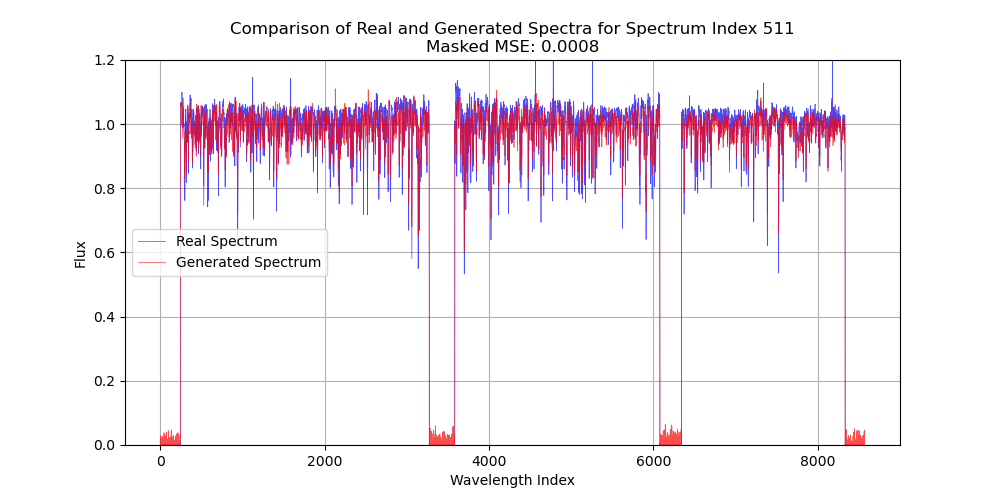 Comparison of Real and Generated Spectra for Spectrum Index 511
Masked MSE: 0.0008
1.2
1.0
0.8
0.6
0.4
0.2
0.0
Flux
Real Spectrum
Generated Spectrum
0 2000 4000 6000 8000
Wavelength Index